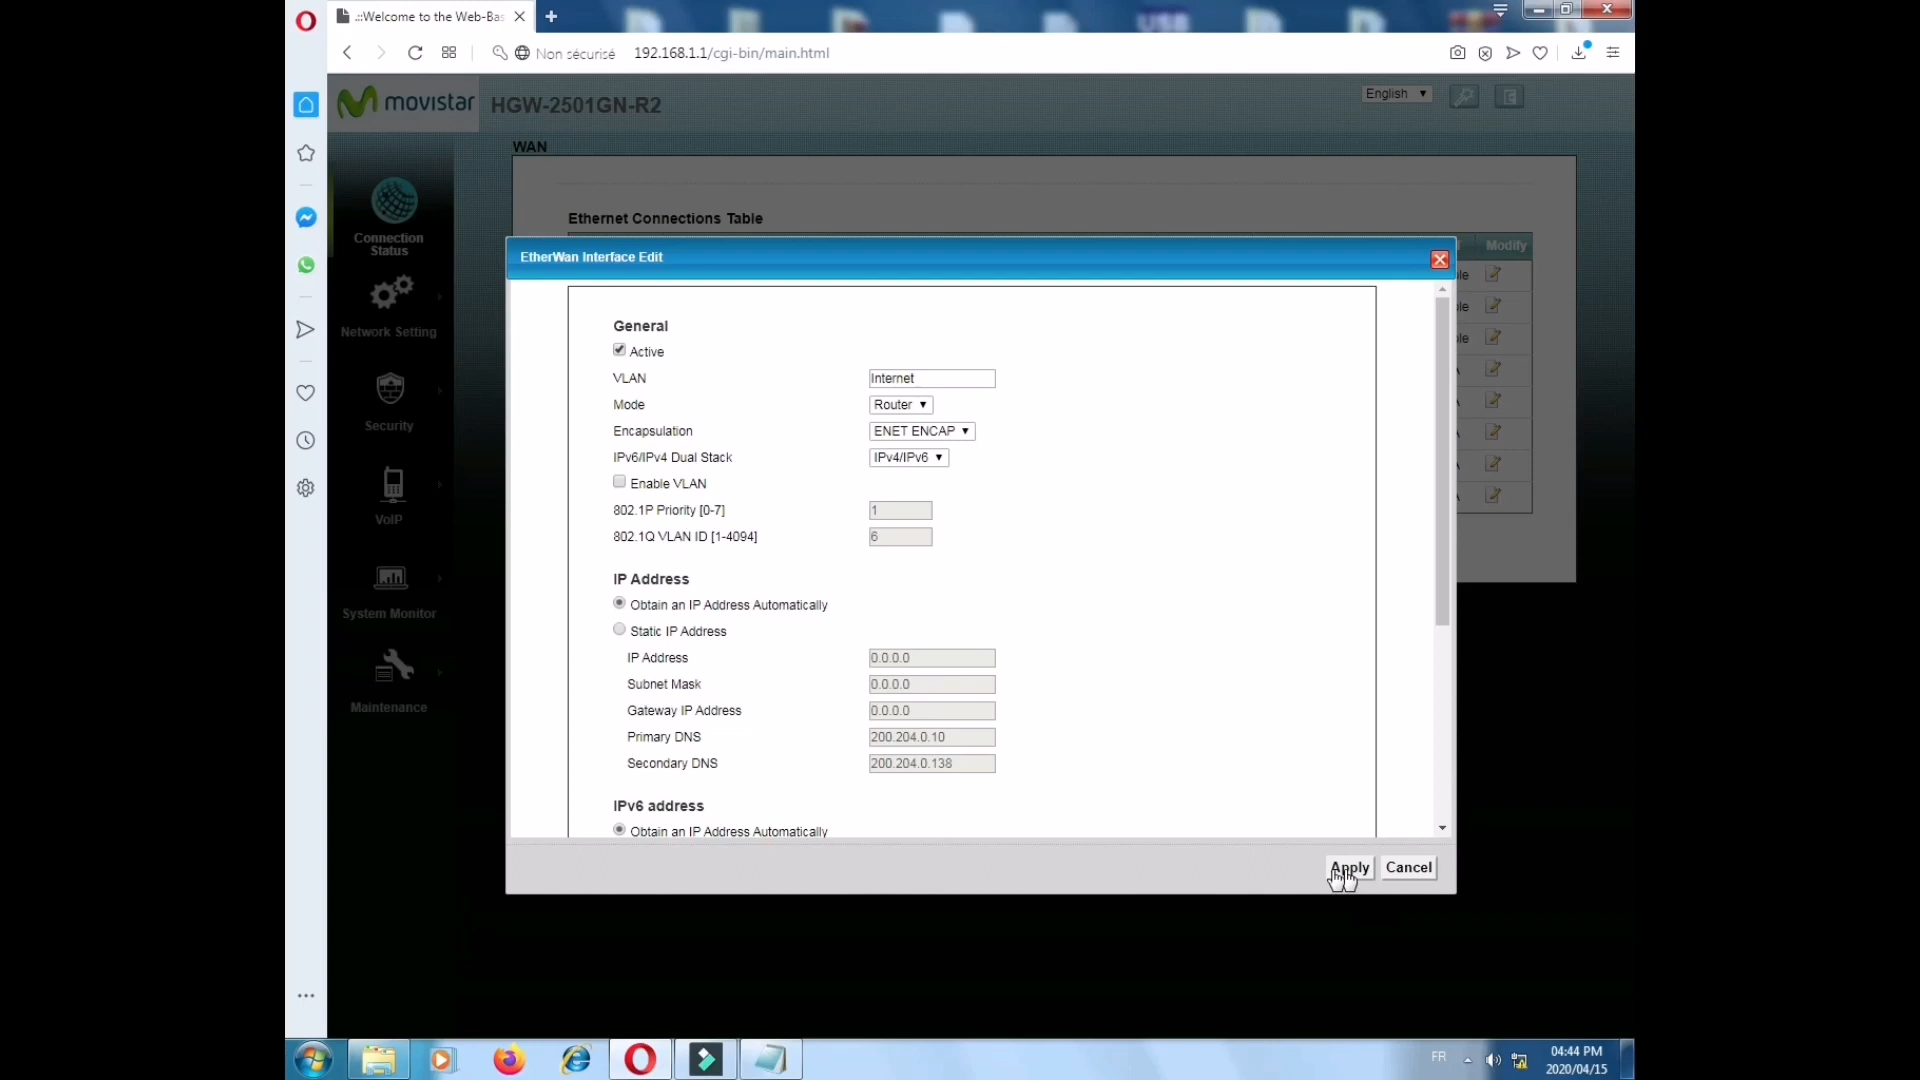 .::Welcome to the Web-Bas
Non sécurisé 192.168.1.1/cgi-bin/main.html
movistar HGW-2501GN-R2
English
WAN
Connection
Status
Network Setting
Security
VoIP
System Monitor
Maintenance
Ethernet Connections Table
Modify
EtherWan Interface Edit
General
Active
VLAN Internet
Mode Router
Encapsulation ENET ENCAP
IPv6/IPv4 Dual Stack IPv4/IPv6
Enable VLAN
802.1P Priority [0-7] 1
802.1Q VLAN ID [1-4094] 6
IP Address
Obtain an IP Address Automatically
Static IP Address
IP Address 0.0.0.0
Subnet Mask 0.0.0.0
Gateway IP Address 0.0.0.0
Primary DNS 200.204.0.10
Secondary DNS 200.204.0.138
IPv6 address
Obtain an IP Address Automatically
Apply Cancel
FR
04:44 PM
2020/04/15